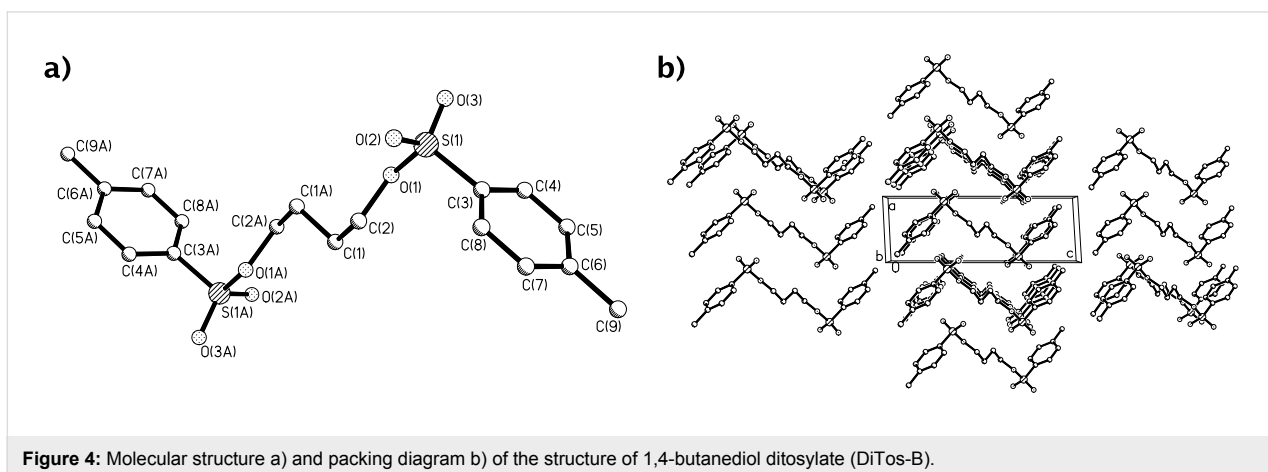 a)
b)
O(3)
C(9A)
O(2)
S(1)
C(7A)
C(6A)
O(1)
C(4)
C(1A)
C(8A)
C(3)
C(2A)
C(2)
C(5)
C(5A)
C(3A)
C(8)
C(1)
C(6)
C(4A)
O(1A)
C(7)
O(2A)
S(1A)
C(9)
O(3A)
a
b
0
c
Figure 4: Molecular structure a) and packing diagram b) of the structure of 1,4-butanediol ditosylate (DiTos-B).